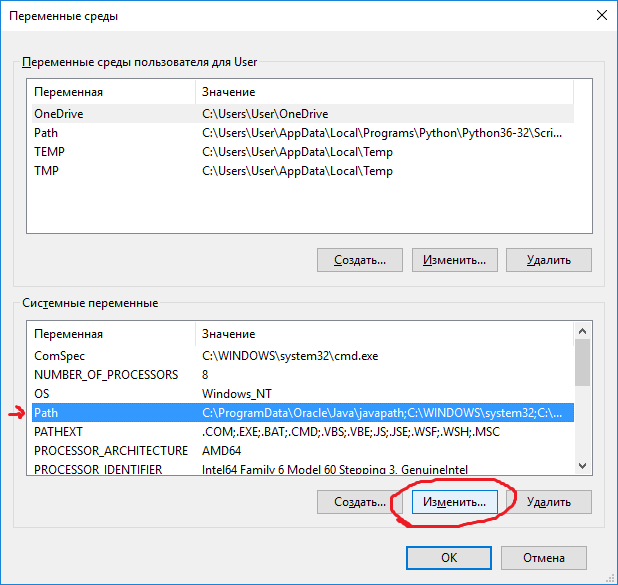 Переменные среды
Переменные среды пользователя для User
Переменная Значение
OneDrive C:\Users\User\OneDrive
Path C:\Users\User\AppData\Local\Programs\Python\Python36-32\Scri...
TEMP C:\Users\User\AppData\Local\Temp
TMP C:\Users\User\AppData\Local\Temp
Создать... Изменить... Удалить
Системные переменные
Переменная Значение
ComSpec C:\WINDOWS\system32\cmd.exe
NUMBER_OF_PROCESSORS 8
OS Windows_NT
Path C:\ProgramData\Oracle\Java\javapath;C:\WINDOWS\system32;C:\...
PATHEXT .COM;.EXE;.BAT;.CMD;.VBS;.VBE;.JS;.JSE;.WSF;.WSH;.MSC
PROCESSOR_ARCHITECTURE AMD64
PROCESSOR_IDENTIFIER Intel64 Family 6 Model 60 Stepping 3, GenuineIntel
Создать... Изменить... Удалить
OK Отмена